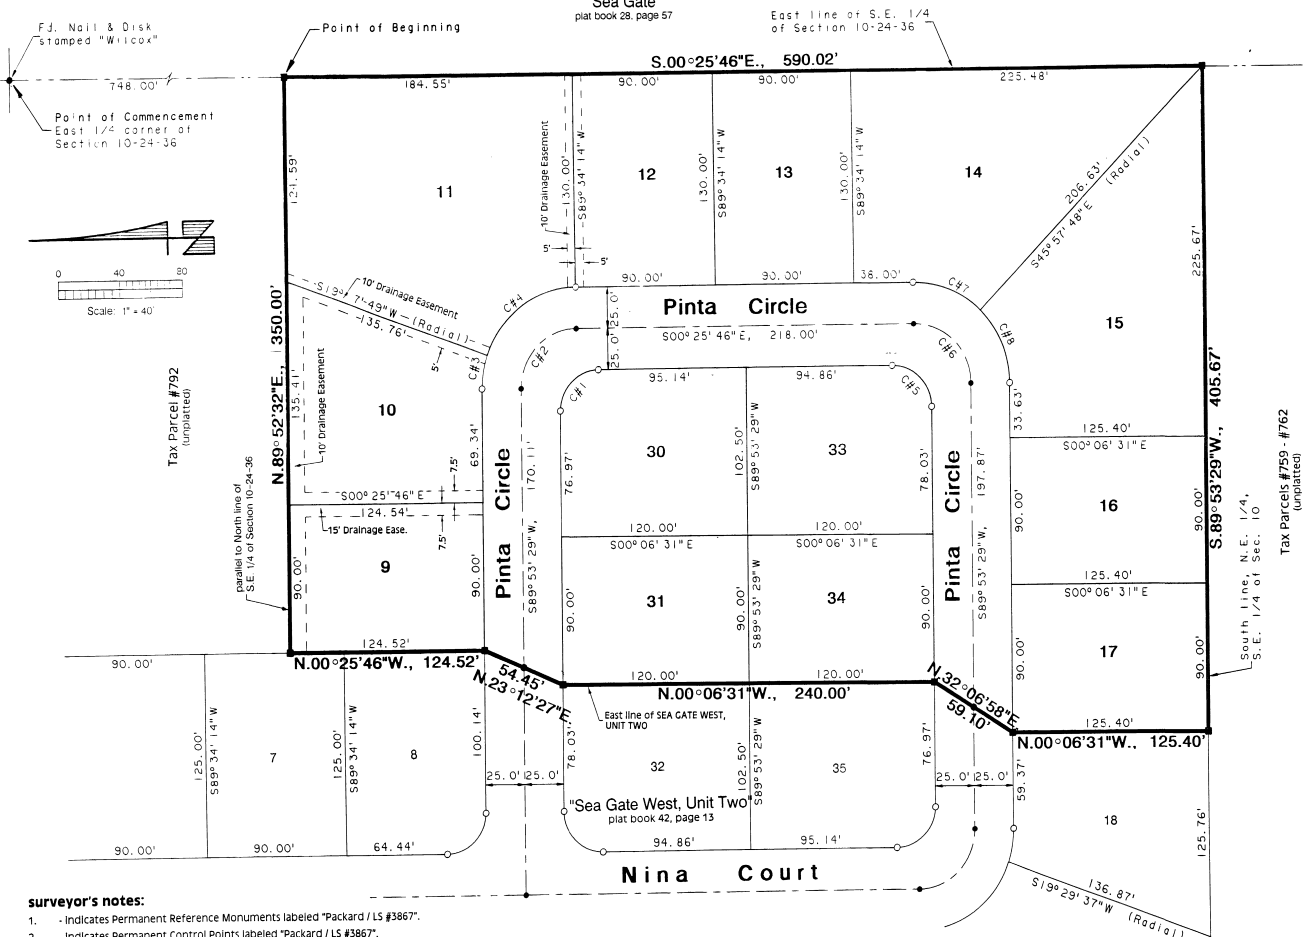 Sea Gate
plat book 28, page 57
Fd. Nail & Disk
stamped "Wilcox"
Point of Beginning
East line of S.E. 1/4
of Section 10-24-36
S.00°25'46"E., 590.02'
748.00'
184.55'
90.00'
90.00'
225.48'
Point of Commencement
East 1/4 corner of
Section 10-24-36
124.59'
11
10' Drainage Easement
130.00'
S89° 34' 14" W
12
130.00'
S89° 34' 14" W
13
130.00'
S89° 34' 14" W
14
206.63'
(Radial)
S45° 57' 48" E
225.67'
5'
5'
0 40 80
Scale: 1" = 40'
90.00'
90.00'
38.00'
10' Drainage Easement
135.76'
5'
C#4
C#7
Pinta Circle
25.0'
25.0'
S00° 25' 46" E, 218.00'
C#2
C#3
C#6
C#8
15
N.89°52'32"E., 350.00'
135.41'
10' Drainage Easement
10
69.34'
C#1
95.14'
94.86'
C#5
33.63'
S.89°53'29"W., 405.67'
Tax Parcel #792
(unplatted)
Tax Parcels #759 - #762
(unplatted)
125.40'
S00° 06' 31" E
Pinta Circle
170.11'
S89° 53' 29" W,
76.97'
30
102.50'
S89° 53' 29" W
33
78.03'
Pinta Circle
197.87'
S89° 53' 29" W,
90.00'
16
90.00'
parallel to North line of
S.E. 1/4 of Section 10-24-36
7.5'
S00° 25' 46" E
124.54'
15' Drainage Ease.
7.5'
120.00'
120.00'
S00° 06' 31" E
S00° 06' 31" E
South line, N.E. 1/4,
S.E. 1/4 of Sec. 10
90.00'
9
90.00'
90.00'
31
90.00'
S89° 53' 29" W
34
90.00'
125.40'
S00° 06' 31" E
90.00'
17
90.00'
124.52'
90.00'
N.00°25'46"W., 124.52'
54.45'
N.23°12'27"E.
120.00'
120.00'
N.00°06'31"W., 240.00'
N.32°06'58"E.
59.10'
125.40'
N.00°06'31"W., 125.40'
East line of SEA GATE WEST,
UNIT TWO
125.00'
S89° 34' 14" W
7
125.00'
S89° 34' 14" W
8
100.14'
25.0'
25.0'
78.03'
32
102.50'
S89° 53' 29" W
35
76.97'
25.0'
25.0'
59.37'
18
125.76'
"Sea Gate West, Unit Two"
plat book 42, page 13
90.00'
90.00'
64.44'
94.86'
95.14'
Nina Court
136.87'
S19° 29' 37" W (Radial)
surveyor's notes:
1. - Indicates Permanent Reference Monuments labeled "Packard / LS #3867".
2. - Indicates Permanent Control Points labeled "Packard / LS #3867".